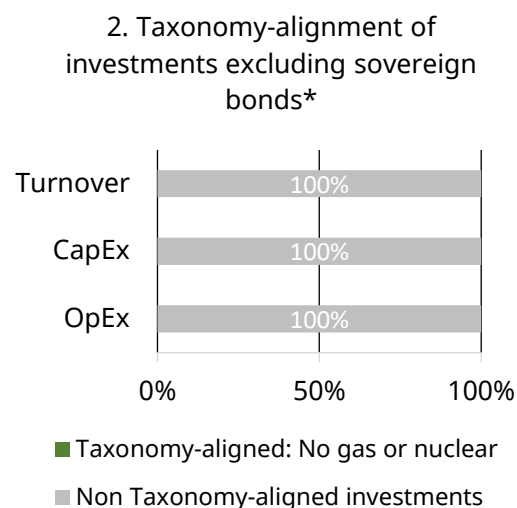 2. Taxonomy-alignment of
investments excluding sovereign
bonds*
Turnover
100%
CapEx
100%
OpEx
100%
0% 50% 100%
Taxonomy-aligned: No gas or nuclear
Non Taxonomy-aligned investments